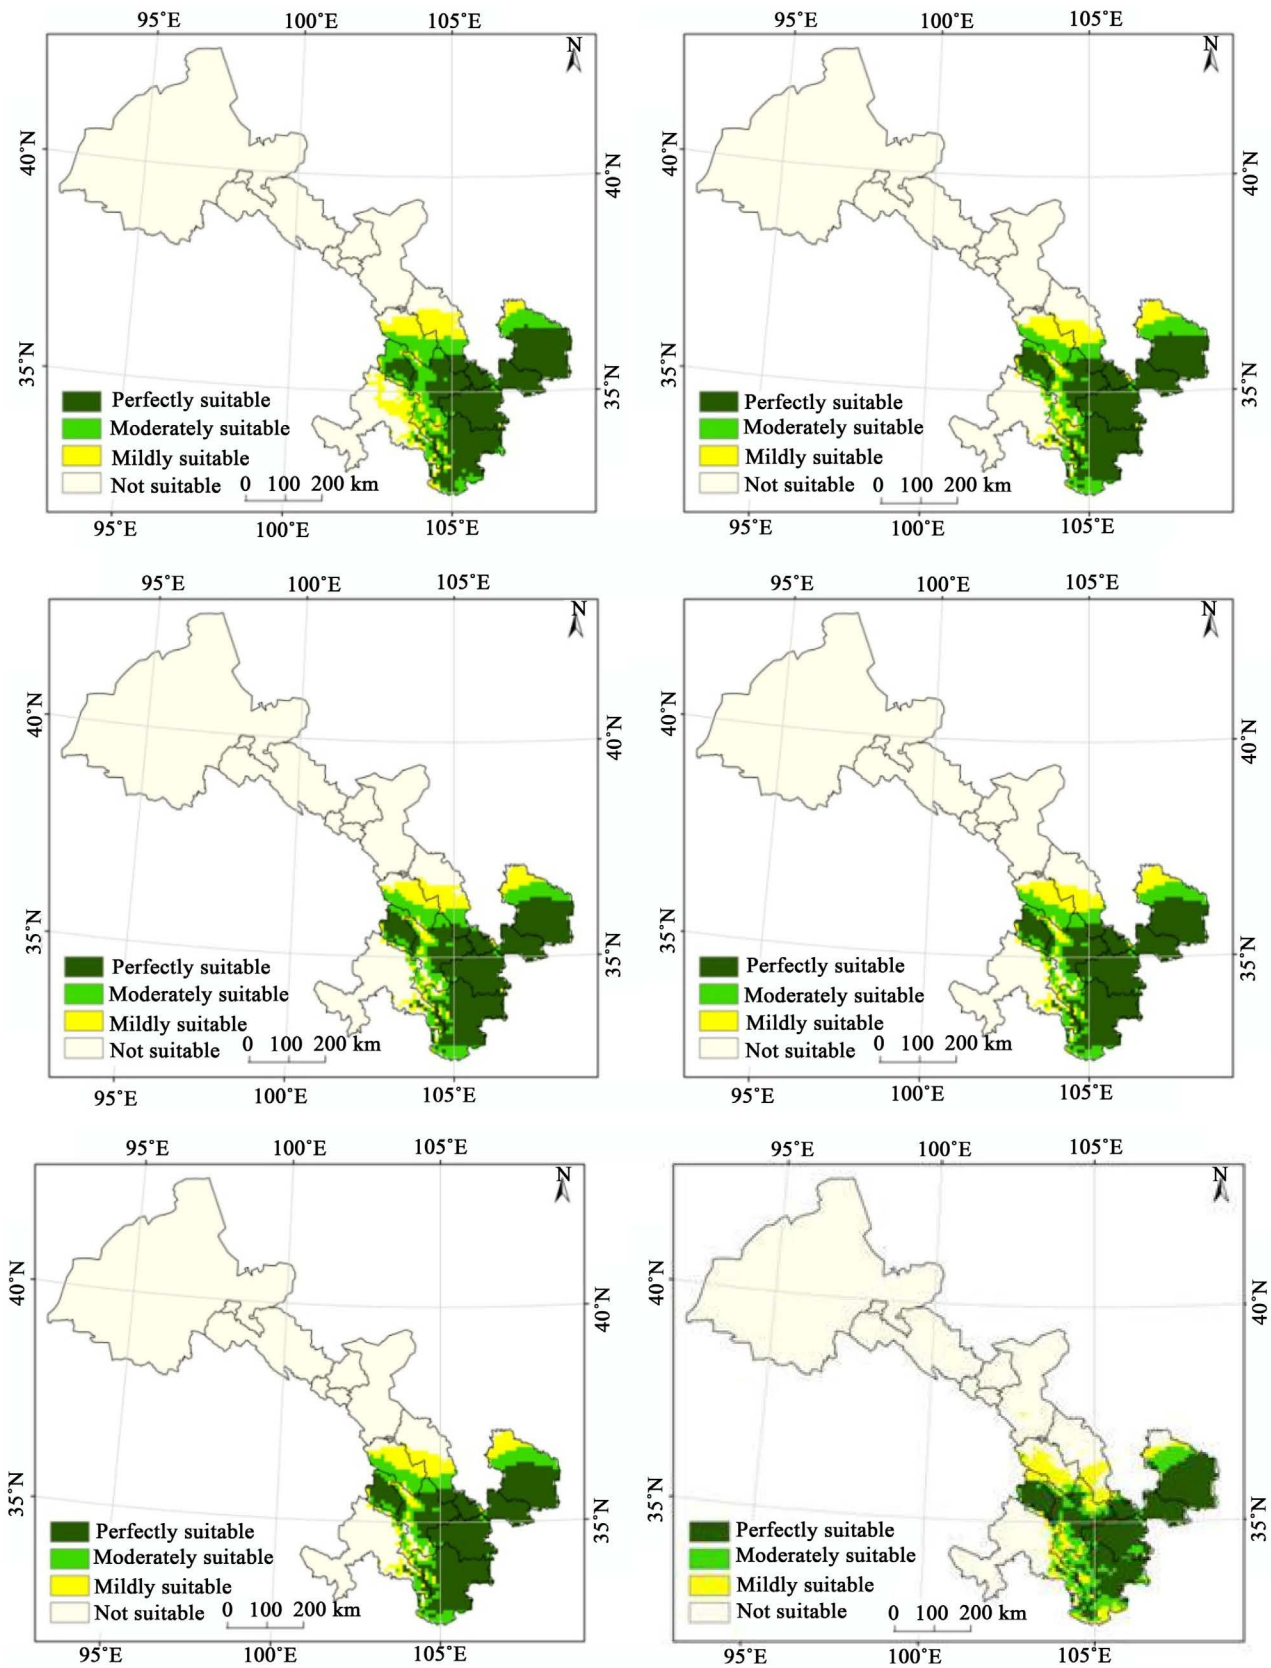 95°E 100°E 105°E
N
40°N
40°N
35°N
35°N
Perfectly suitable
Moderately suitable
Mildly suitable
Not suitable
0 100 200 km
95°E 100°E 105°E
95°E 100°E 105°E
N
40°N
40°N
35°N
35°N
Perfectly suitable
Moderately suitable
Mildly suitable
Not suitable
0 100 200 km
95°E 100°E 105°E
95°E 100°E 105°E
N
40°N
40°N
35°N
35°N
Perfectly suitable
Moderately suitable
Mildly suitable
Not suitable
0 100 200 km
95°E 100°E 105°E
95°E 100°E 105°E
N
40°N
40°N
35°N
35°N
Perfectly suitable
Moderately suitable
Mildly suitable
Not suitable
0 100 200 km
95°E 100°E 105°E
95°E 100°E 105°E
N
40°N
40°N
35°N
35°N
Perfectly suitable
Moderately suitable
Mildly suitable
Not suitable
0 100 200 km
95°E 100°E 105°E
95°E 100°E 105°E
N
40°N
40°N
35°N
35°N
Perfectly suitable
Moderately suitable
Mildly suitable
Not suitable
0 100 200 km
95°E 100°E 105°E